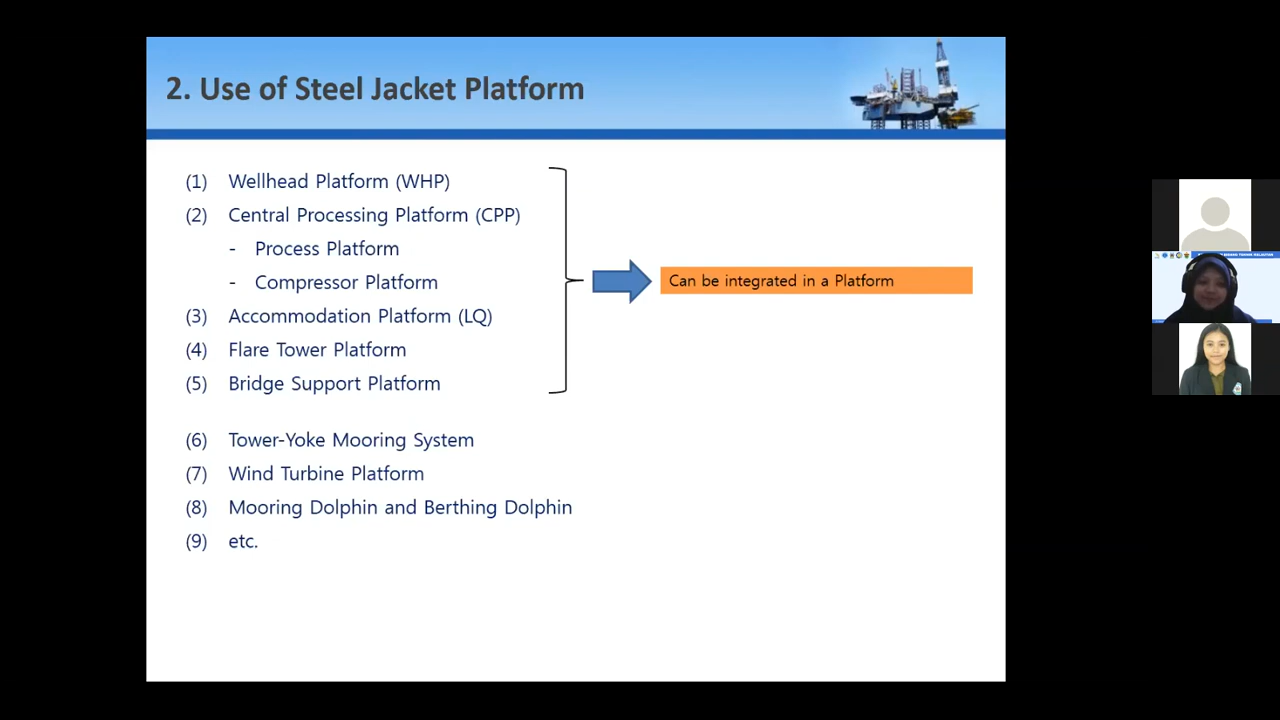 2. Use of Steel Jacket Platform
(1) Wellhead Platform (WHP)
(2) Central Processing Platform (CPP)
- Process Platform
- Compressor Platform
(3) Accommodation Platform (LQ)
(4) Flare Tower Platform
(5) Bridge Support Platform
Can be integrated in a Platform
(6) Tower-Yoke Mooring System
(7) Wind Turbine Platform
(8) Mooring Dolphin and Berthing Dolphin
(9) etc.